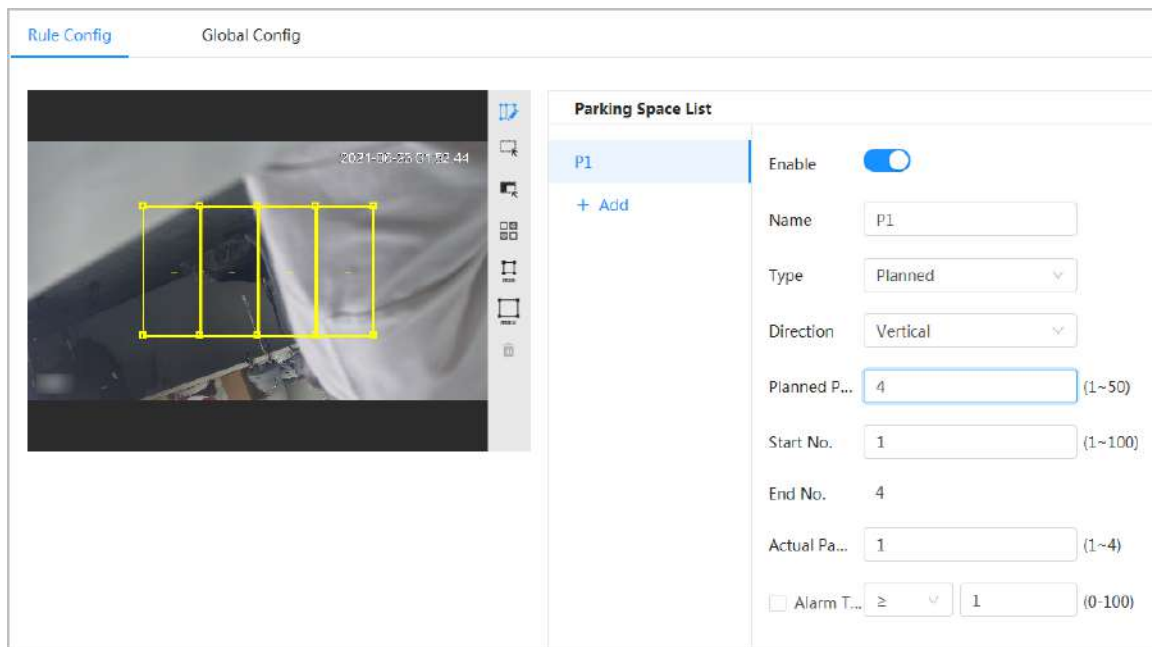 Rule Config
Global Config
Parking Space List
P1
+ Add
Enable
Name P1
Type Planned
Direction Vertical
Planned P... 4 (1~50)
Start No. 1 (1~100)
End No. 4
Actual Pa... 1 (1~4)
Alarm T... ≥ 1 (0-100)